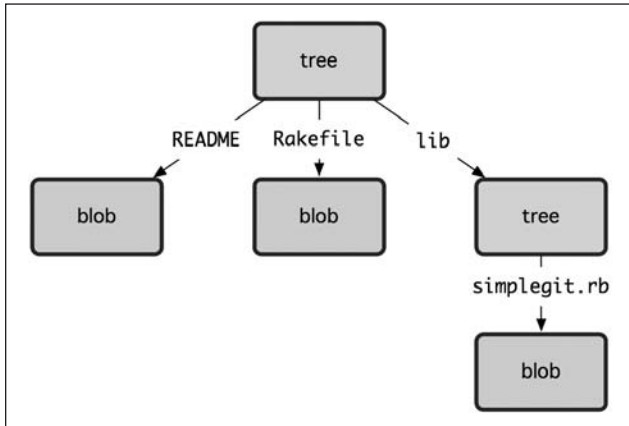 tree
README Rakefile lib
blob blob tree
simplegit.rb
blob